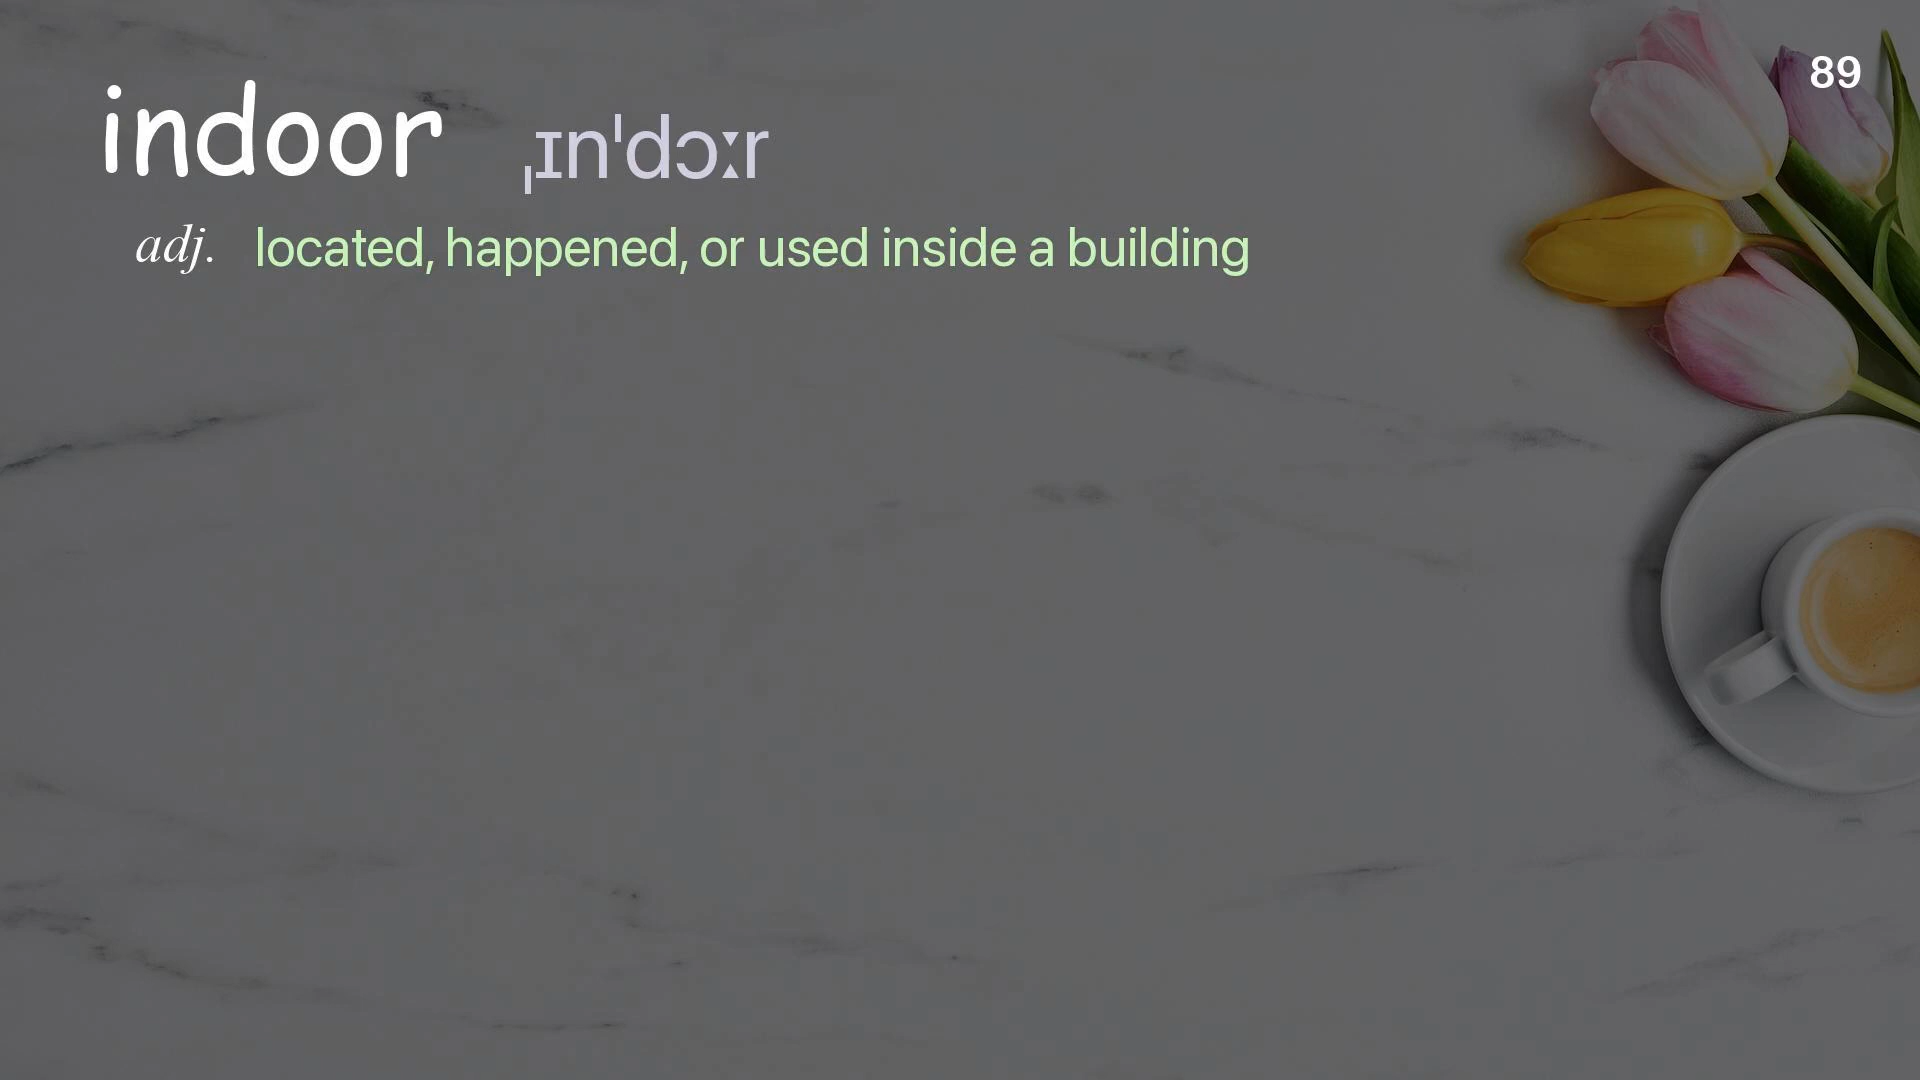 89
indoor ˌɪnˈdɔːr
adj. located, happened, or used inside a building